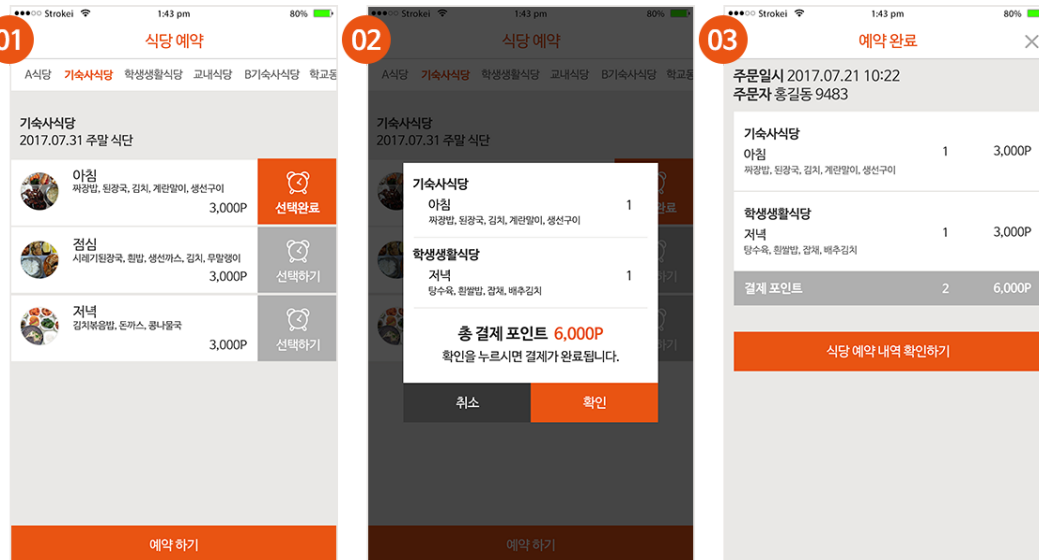 01
●●●○○ Strokei 1:43 pm 80%
식당 예약
A식당 기숙사식당 학생생활식당 교내식당 B기숙사식당 학교동
기숙사식당
2017.07.31 주말 식단
아침
짜장밥, 된장국, 김치, 계란말이, 생선구이
3,000P
선택완료
점심
시레기된장국, 흰밥, 생선까스, 김치, 무말랭이
3,000P
선택하기
저녁
김치볶음밥, 돈까스, 콩나물국
3,000P
선택하기
예약 하기
02
●●●○○ Strokei 1:43 pm 80%
식당 예약
A식당 기숙사식당 학생생활식당 교내식당 B기숙사식당 학교동
기숙사식당
2017.07.31 주말 식단
완료
하기
하기
기숙사식당
아침 1
짜장밥, 된장국, 김치, 계란말이, 생선구이
학생생활식당
저녁 1
탕수육, 흰쌀밥, 잡채, 배추김치
총 결제 포인트 6,000P
확인을 누르시면 결제가 완료됩니다.
취소 확인
예약 하기
03
●●●○○ Strokei 1:43 pm 80%
예약 완료
주문일시 2017.07.21 10:22
주문자 홍길동 9483
기숙사식당
아침 1 3,000P
짜장밥, 된장국, 김치, 계란말이, 생선구이
학생생활식당
저녁 1 3,000P
탕수육, 흰쌀밥, 잡채, 배추김치
결제 포인트 2 6,000P
식당 예약 내역 확인하기